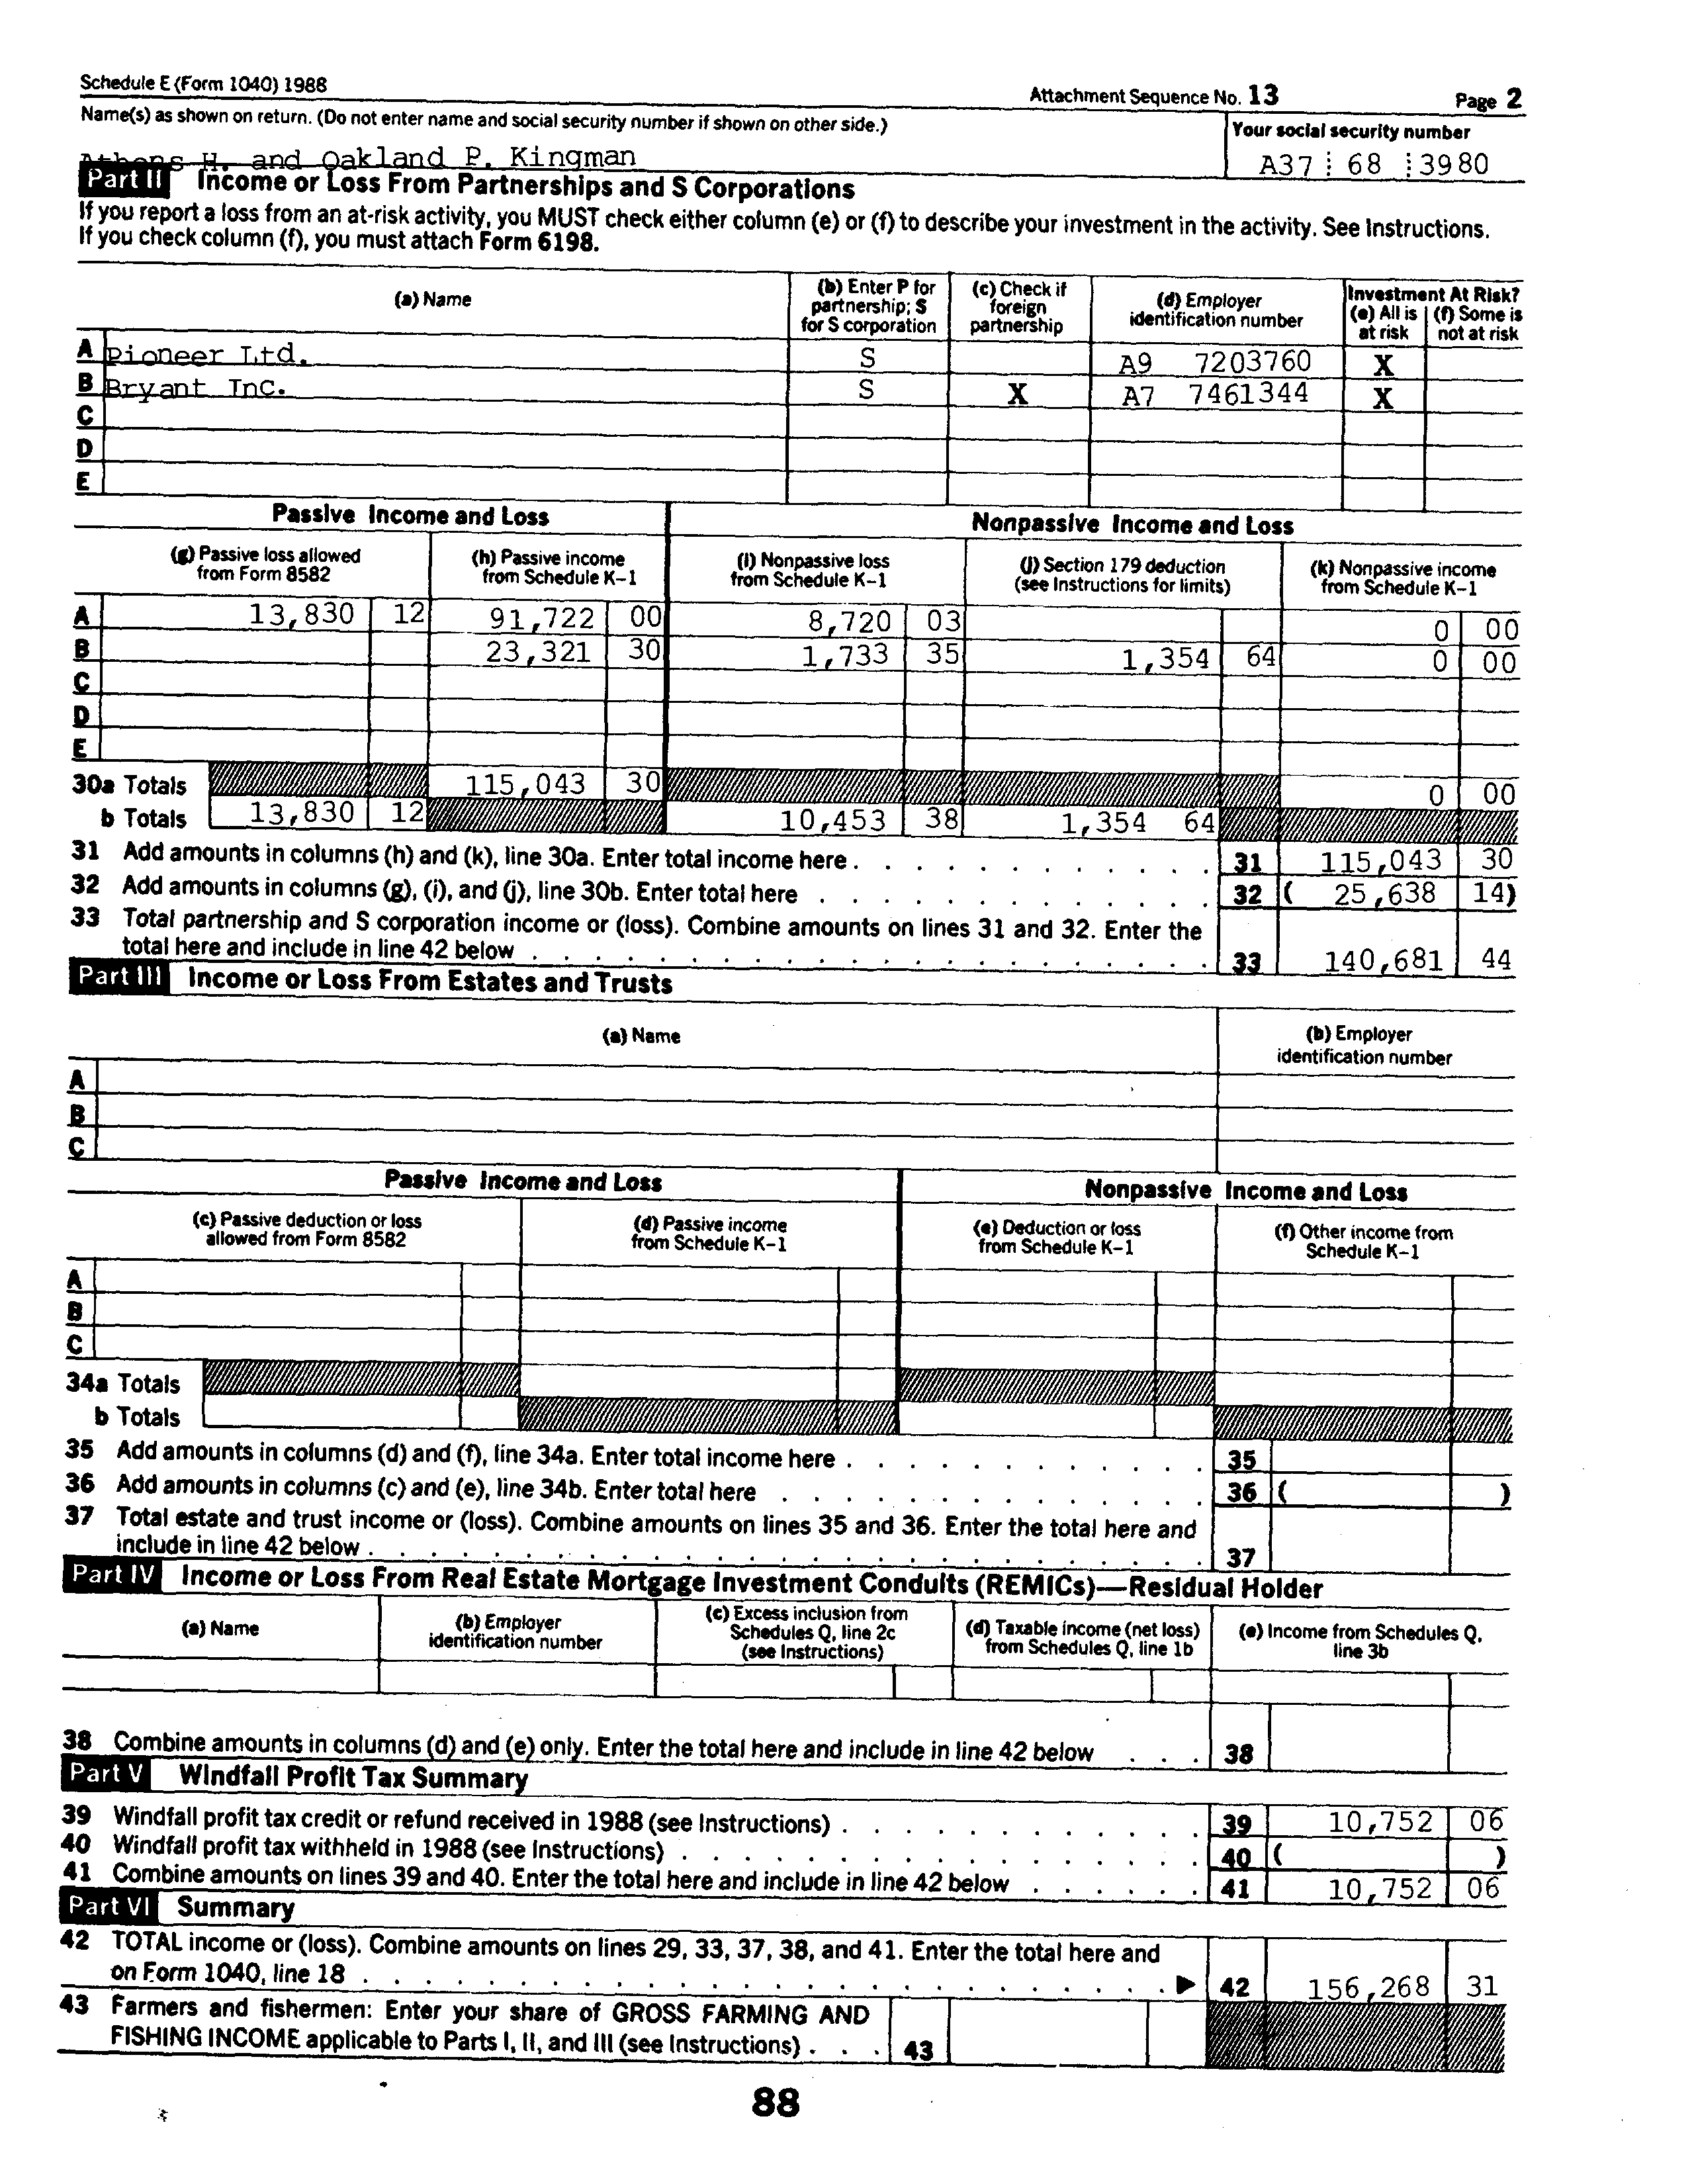 Schedule E (Form 1040) 1988 Attachment Sequence No. 13 Page 2
Name(s) as shown on return. (Do not enter name and social security number if shown on other side.) Your social security number
Athens H. and Oakland P. Kingman A37 68 3980
Part II Income or Loss From Partnerships and S Corporations
If you report a loss from an at-risk activity, you MUST check either column (e) or (f) to describe your investment in the activity. See Instructions.
If you check column (f), you must attach Form 6198.
(a) Name (b) Enter P for partnership; S for S corporation (c) Check if foreign partnership (d) Employer identification number Investment At Risk? (e) All is at risk (f) Some is not at risk
A Pioneer Ltd. S A9 7203760 X
B Bryant Inc. S X A7 7461344 X
C
D
E
Passive Income and Loss Nonpassive Income and Loss
(g) Passive loss allowed from Form 8582 (h) Passive income from Schedule K-1 (i) Nonpassive loss from Schedule K-1 (j) Section 179 deduction (see Instructions for limits) (k) Nonpassive income from Schedule K-1
A 13,830 12 91,722 00 8,720 03 0 00
B 23,321 30 1,733 35 1,354 64 0 00
C
D
E
30a Totals 115,043 30 0 00
b Totals 13,830 12 10,453 38 1,354 64
31 Add amounts in columns (h) and (k), line 30a. Enter total income here . . . . . . . . . . . 31 115,043 30
32 Add amounts in columns (g), (i), and (j), line 30b. Enter total here . . . . . . . . . . . . 32 ( 25,638 14)
33 Total partnership and S corporation income or (loss). Combine amounts on lines 31 and 32. Enter the
total here and include in line 42 below . . . . . . . . . . . . . . . . . . . . . . 33 140,681 44
Part III Income or Loss From Estates and Trusts
(a) Name (b) Employer identification number
A
B
C
Passive Income and Loss Nonpassive Income and Loss
(c) Passive deduction or loss allowed from Form 8582 (d) Passive income from Schedule K-1 (e) Deduction or loss from Schedule K-1 (f) Other income from Schedule K-1
A
B
C
34a Totals
b Totals
35 Add amounts in columns (d) and (f), line 34a. Enter total income here . . . . . . . . . . . . 35
36 Add amounts in columns (c) and (e), line 34b. Enter total here . . . . . . . . . . . . . . 36 ( )
37 Total estate and trust income or (loss). Combine amounts on lines 35 and 36. Enter the total here and
include in line 42 below . . . . . . . . . . . . . . . . . . . . . . . . . . 37
Part IV Income or Loss From Real Estate Mortgage Investment Conduits (REMICs)—Residual Holder
(a) Name (b) Employer identification number (c) Excess inclusion from Schedules Q, line 2c (see Instructions) (d) Taxable income (net loss) from Schedules Q, line 1b (e) Income from Schedules Q, line 3b
38 Combine amounts in columns (d) and (e) only. Enter the total here and include in line 42 below . . . 38
Part V Windfall Profit Tax Summary
39 Windfall profit tax credit or refund received in 1988 (see Instructions) . . . . . . . . . . . . 39 10,752 06
40 Windfall profit tax withheld in 1988 (see Instructions) . . . . . . . . . . . . . . . . . 40 ( )
41 Combine amounts on lines 39 and 40. Enter the total here and include in line 42 below . . . . . . 41 10,752 06
Part VI Summary
42 TOTAL income or (loss). Combine amounts on lines 29, 33, 37, 38, and 41. Enter the total here and
on Form 1040, line 18 . . . . . . . . . . . . . . . . . . . . . . . . . . ▶ 42 156,268 31
43 Farmers and fishermen: Enter your share of GROSS FARMING AND
FISHING INCOME applicable to Parts I, II, and III (see Instructions) . . . 43
88